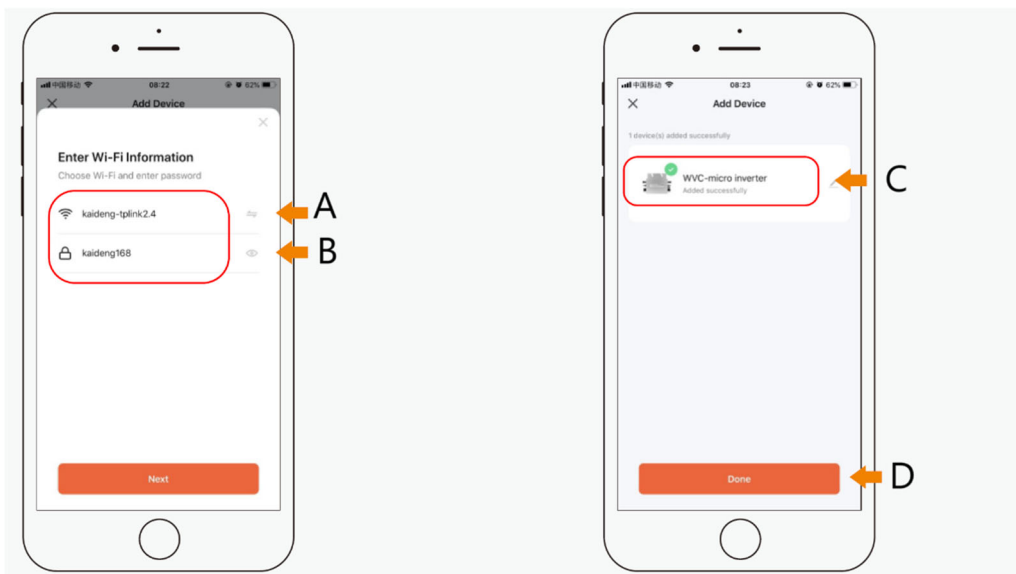 中国移动 08:22 62%
Add Device
Enter Wi-Fi Information
Choose Wi-Fi and enter password
kaideng-tplink2.4
A
kaideng168
B
Next
中国移动 08:23 62%
Add Device
1 device(s) added successfully
WVC-micro inverter
Added successfully
C
Done
D